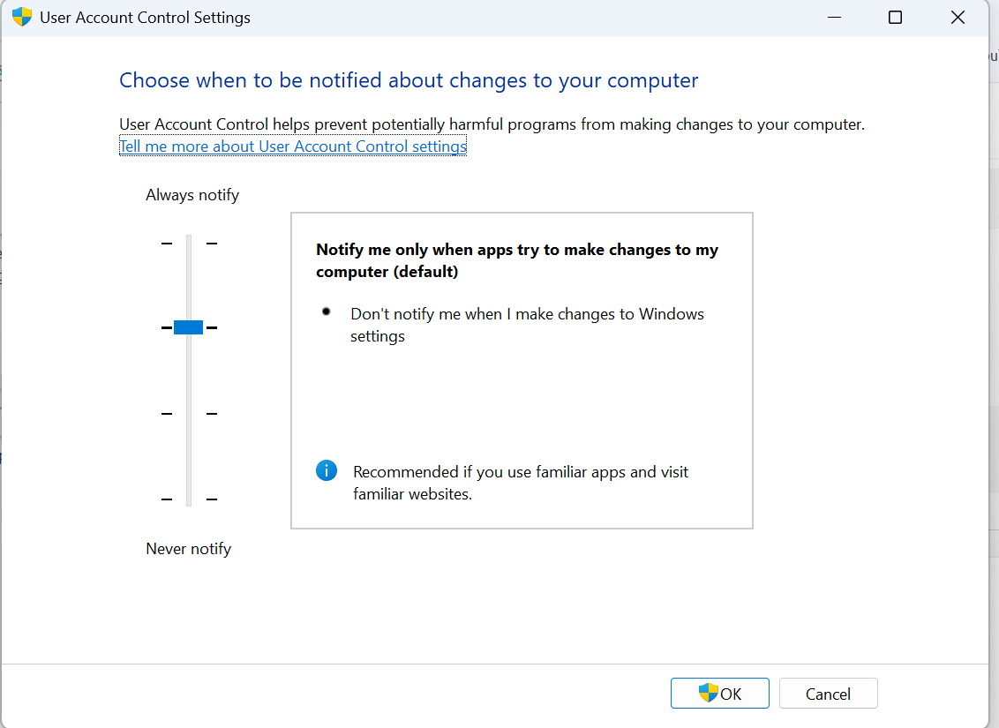 User Account Control Settings
Choose when to be notified about changes to your computer
User Account Control helps prevent potentially harmful programs from making changes to your computer.
Tell me more about User Account Control settings
Always notify
Notify me only when apps try to make changes to my
computer (default)
Don't notify me when I make changes to Windows
settings
Recommended if you use familiar apps and visit
familiar websites.
Never notify
OK
Cancel